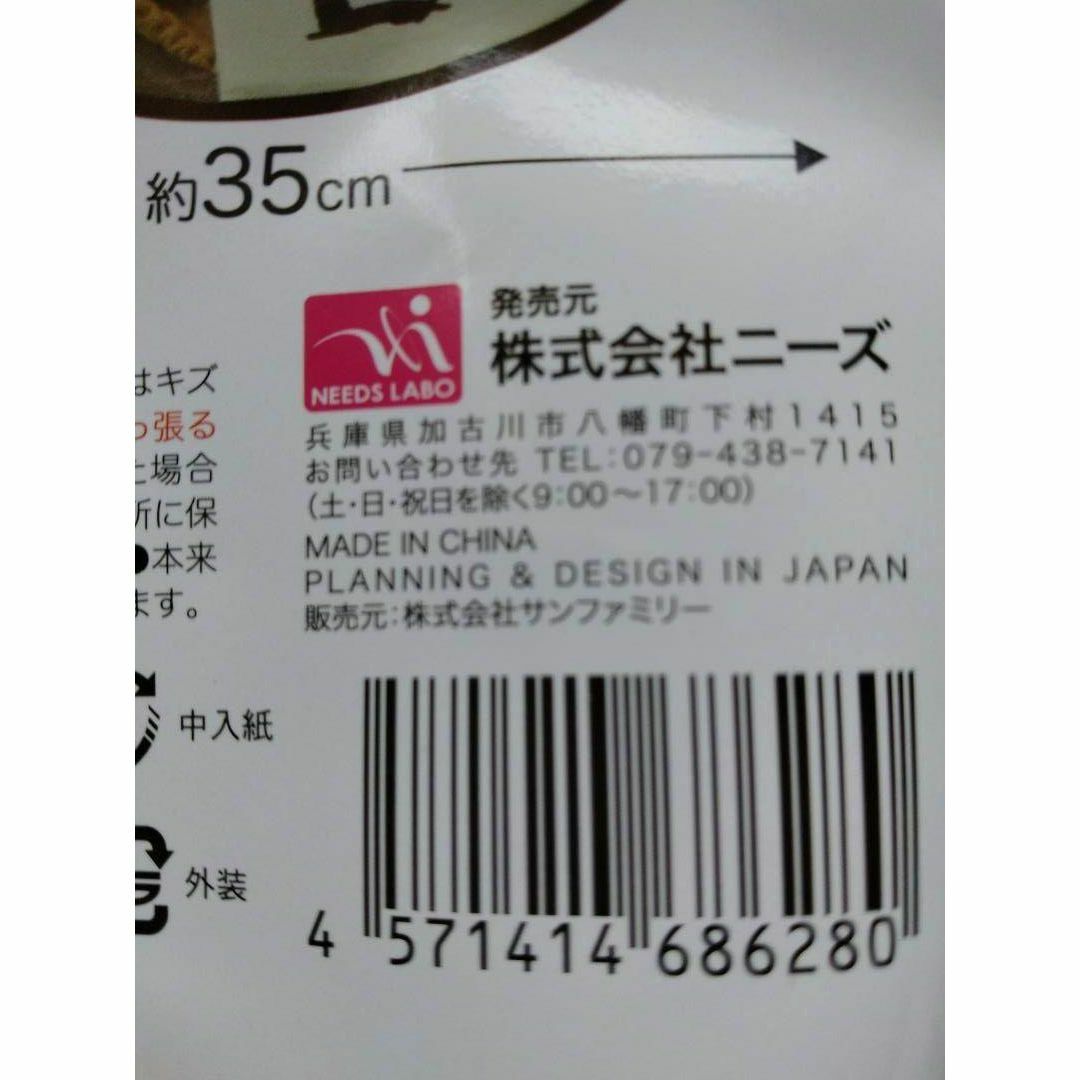 約35cm
発売元
株式会社ニーズ
NEEDS LABO
兵庫県加古川市八幡町下村1415
お問い合わせ先 TEL:079-438-7141
(土・日・祝日を除く9:00〜17:00)
MADE IN CHINA
PLANNING & DESIGN IN JAPAN
販売元:株式会社サンファミリー
はキズ
っ張る
場合
所に保
●本来
ます。
中入紙
外装
4 571414 686280